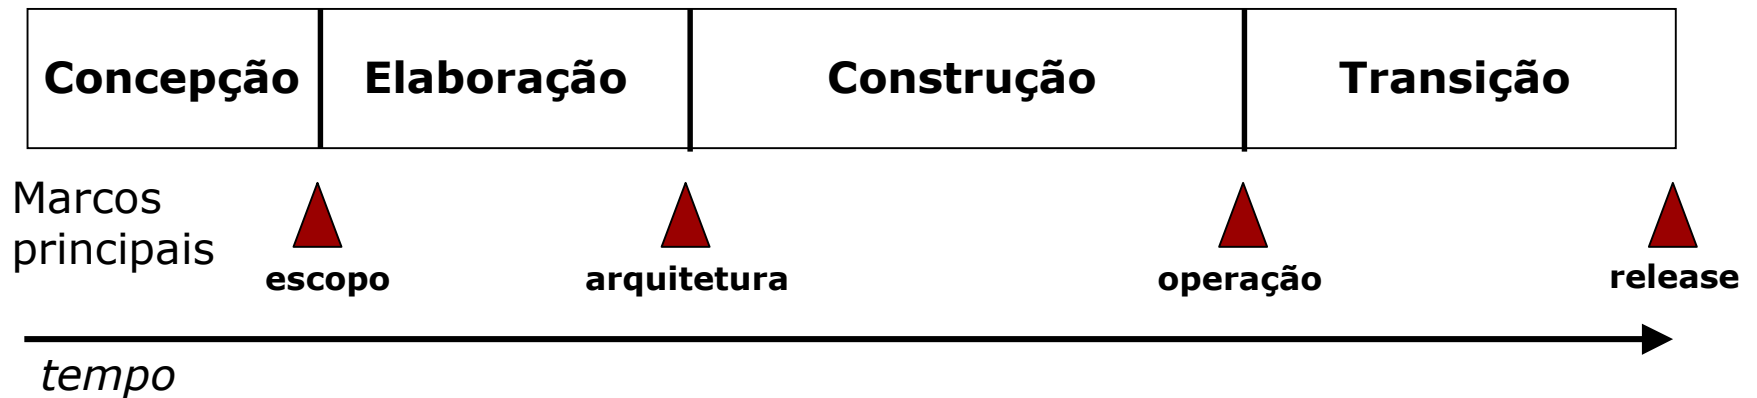 Concepção Elaboração Construção Transição
Marcos
principais
escopo arquitetura operação release
tempo